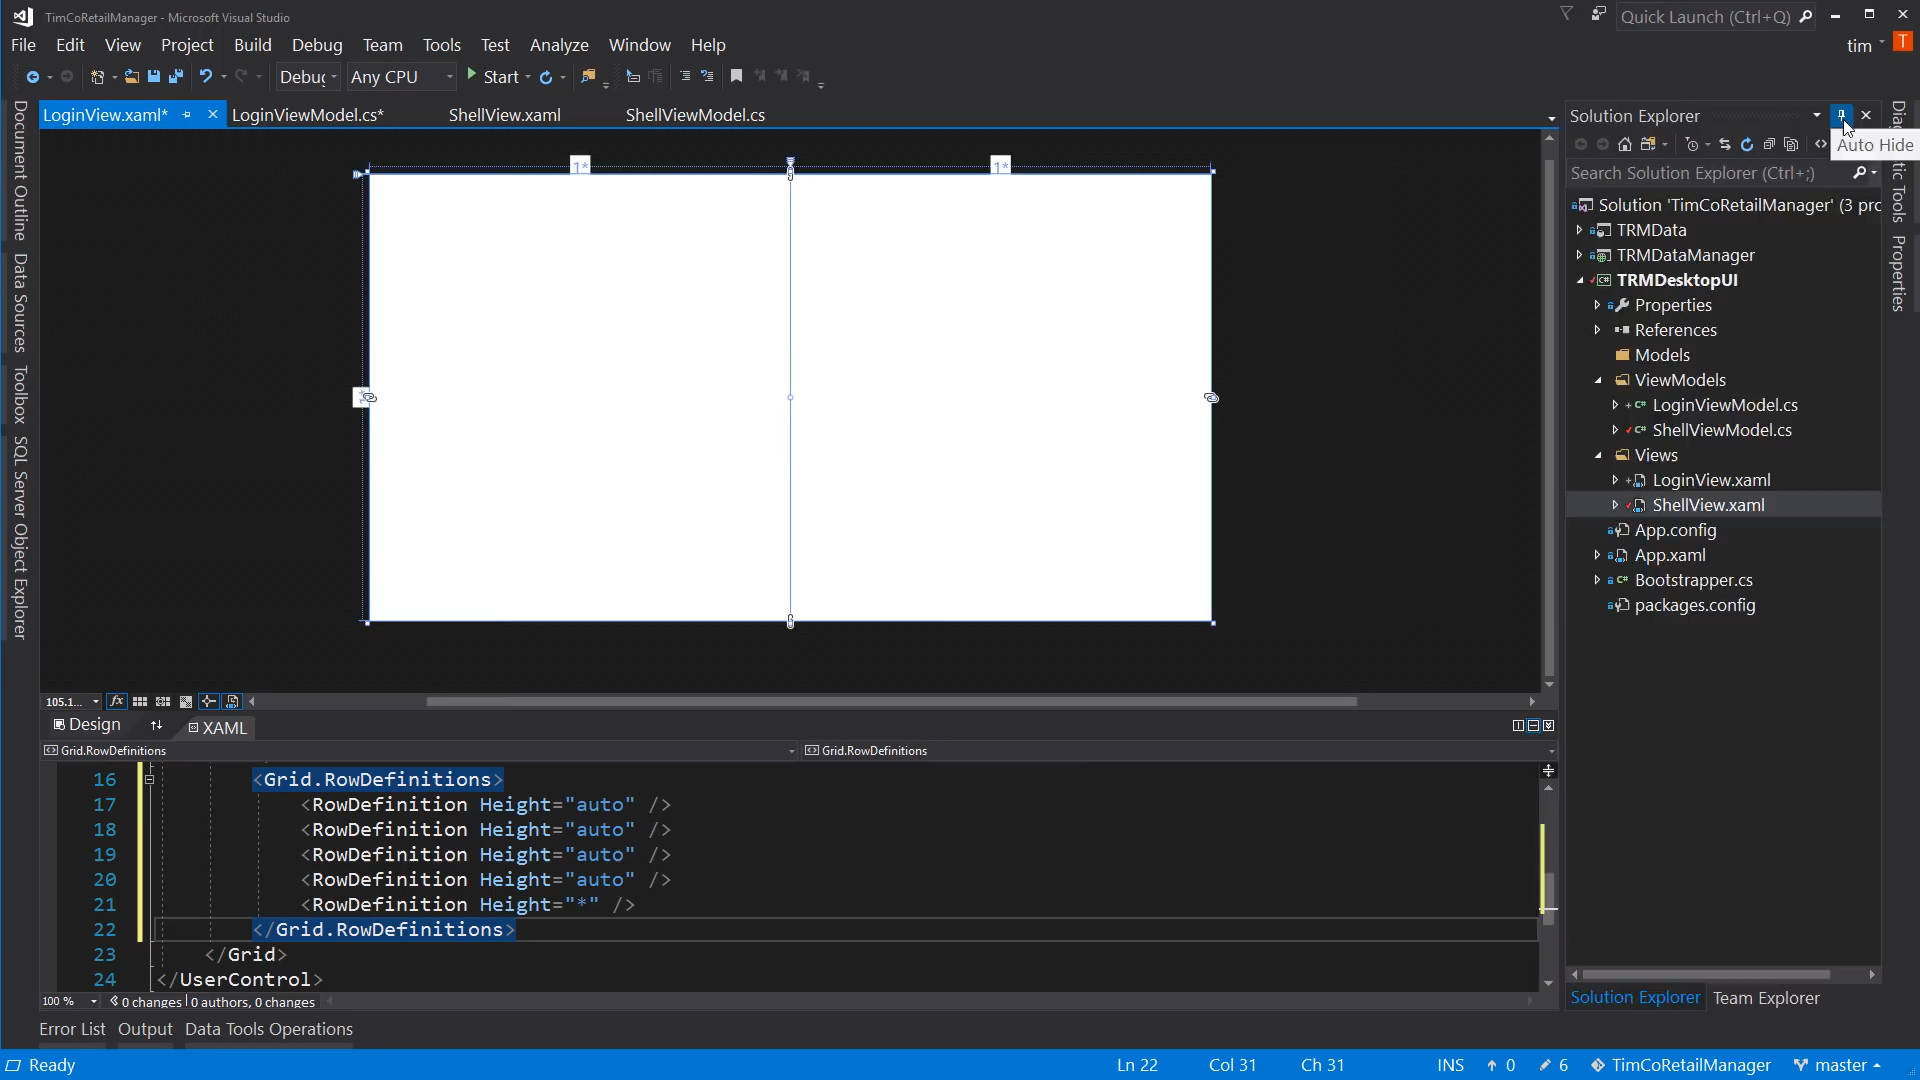 TimCoRetailManager - Microsoft Visual Studio
Quick Launch (Ctrl+Q)
File Edit View Project Build Debug Team Tools Test Analyze Window Help
tim T
Debug Any CPU Start
LoginView.xaml* LoginViewModel.cs* ShellView.xaml ShellViewModel.cs
Solution Explorer
Auto Hide
Search Solution Explorer (Ctrl+;)
Solution 'TimCoRetailManager' (3 pro
TRMData
TRMDataManager
TRMDesktopUI
Properties
References
Models
ViewModels
LoginViewModel.cs
ShellViewModel.cs
Views
LoginView.xaml
ShellView.xaml
App.config
App.xaml
Bootstrapper.cs
packages.config
Solution Explorer Team Explorer
Document Outline
Data Sources
Toolbox
SQL Server Object Explorer
Properties
1* 1*
105.1...
Design XAML
Grid.RowDefinitions Grid.RowDefinitions
16 <Grid.RowDefinitions>
17 <RowDefinition Height="auto" />
18 <RowDefinition Height="auto" />
19 <RowDefinition Height="auto" />
20 <RowDefinition Height="auto" />
21 <RowDefinition Height="*" />
22 </Grid.RowDefinitions>
23 </Grid>
24 </UserControl>
100 % 0 changes | 0 authors, 0 changes
Error List Output Data Tools Operations
Ready Ln 22 Col 31 Ch 31 INS 0 6 TimCoRetailManager master